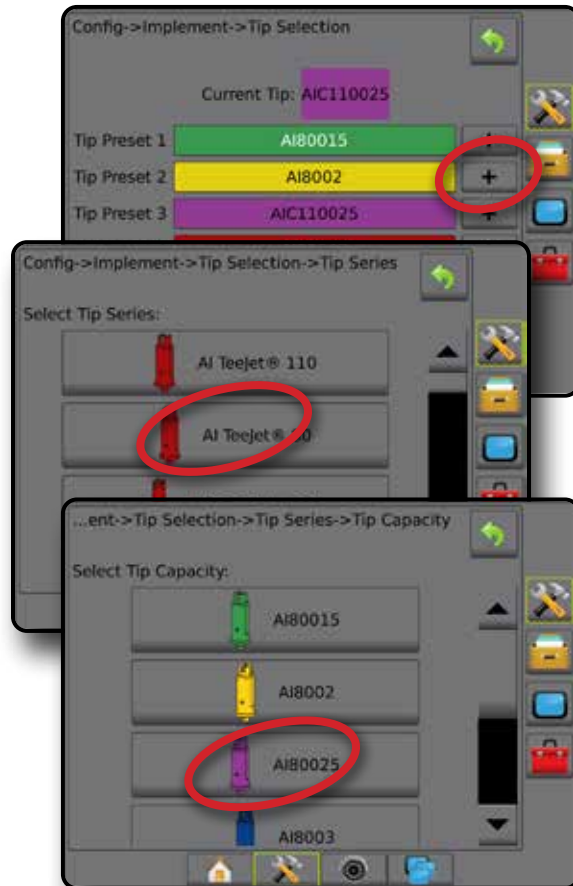 Config->Implement->Tip Selection
Current Tip: AIC110025
Tip Preset 1 AI80015 +
Tip Preset 2 AI8002 +
Tip Preset 3 AIC110025 +
Config->Implement->Tip Selection->Tip Series
Select Tip Series:
AI TeeJet® 110
AI TeeJet® 80
...ent->Tip Selection->Tip Series->Tip Capacity
Select Tip Capacity:
AI80015
AI8002
AI80025
AI8003